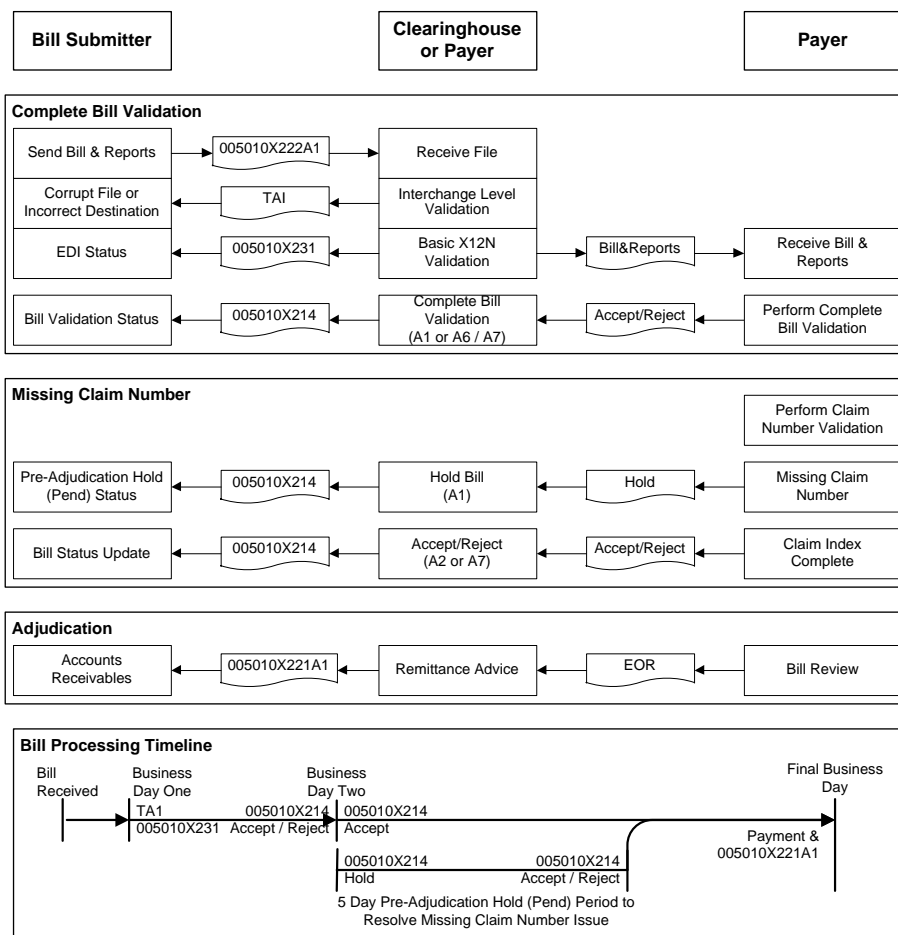 Bill Submitter
Clearinghouse
or Payer
Payer
Complete Bill Validation
Send Bill & Reports
005010X222A1
Receive File
Corrupt File or
Incorrect Destination
TAI
Interchange Level
Validation
EDI Status
005010X231
Basic X12N
Validation
Bill&Reports
Receive Bill &
Reports
Bill Validation Status
005010X214
Complete Bill
Validation
(A1 or A6 / A7)
Accept/Reject
Perform Complete
Bill Validation
Missing Claim Number
Perform Claim
Number Validation
Pre-Adjudication Hold
(Pend) Status
005010X214
Hold Bill
(A1)
Hold
Missing Claim
Number
Bill Status Update
005010X214
Accept/Reject
(A2 or A7)
Accept/Reject
Claim Index
Complete
Adjudication
Accounts
Receivables
005010X221A1
Remittance Advice
EOR
Bill Review
Bill Processing Timeline
Bill
Received
Business
Day One
Business
Day Two
Final Business
Day
TA1
005010X231
005010X214
Accept / Reject
005010X214
Accept
Payment &
005010X221A1
005010X214
Hold
005010X214
Accept / Reject
5 Day Pre-Adjudication Hold (Pend) Period to
Resolve Missing Claim Number Issue